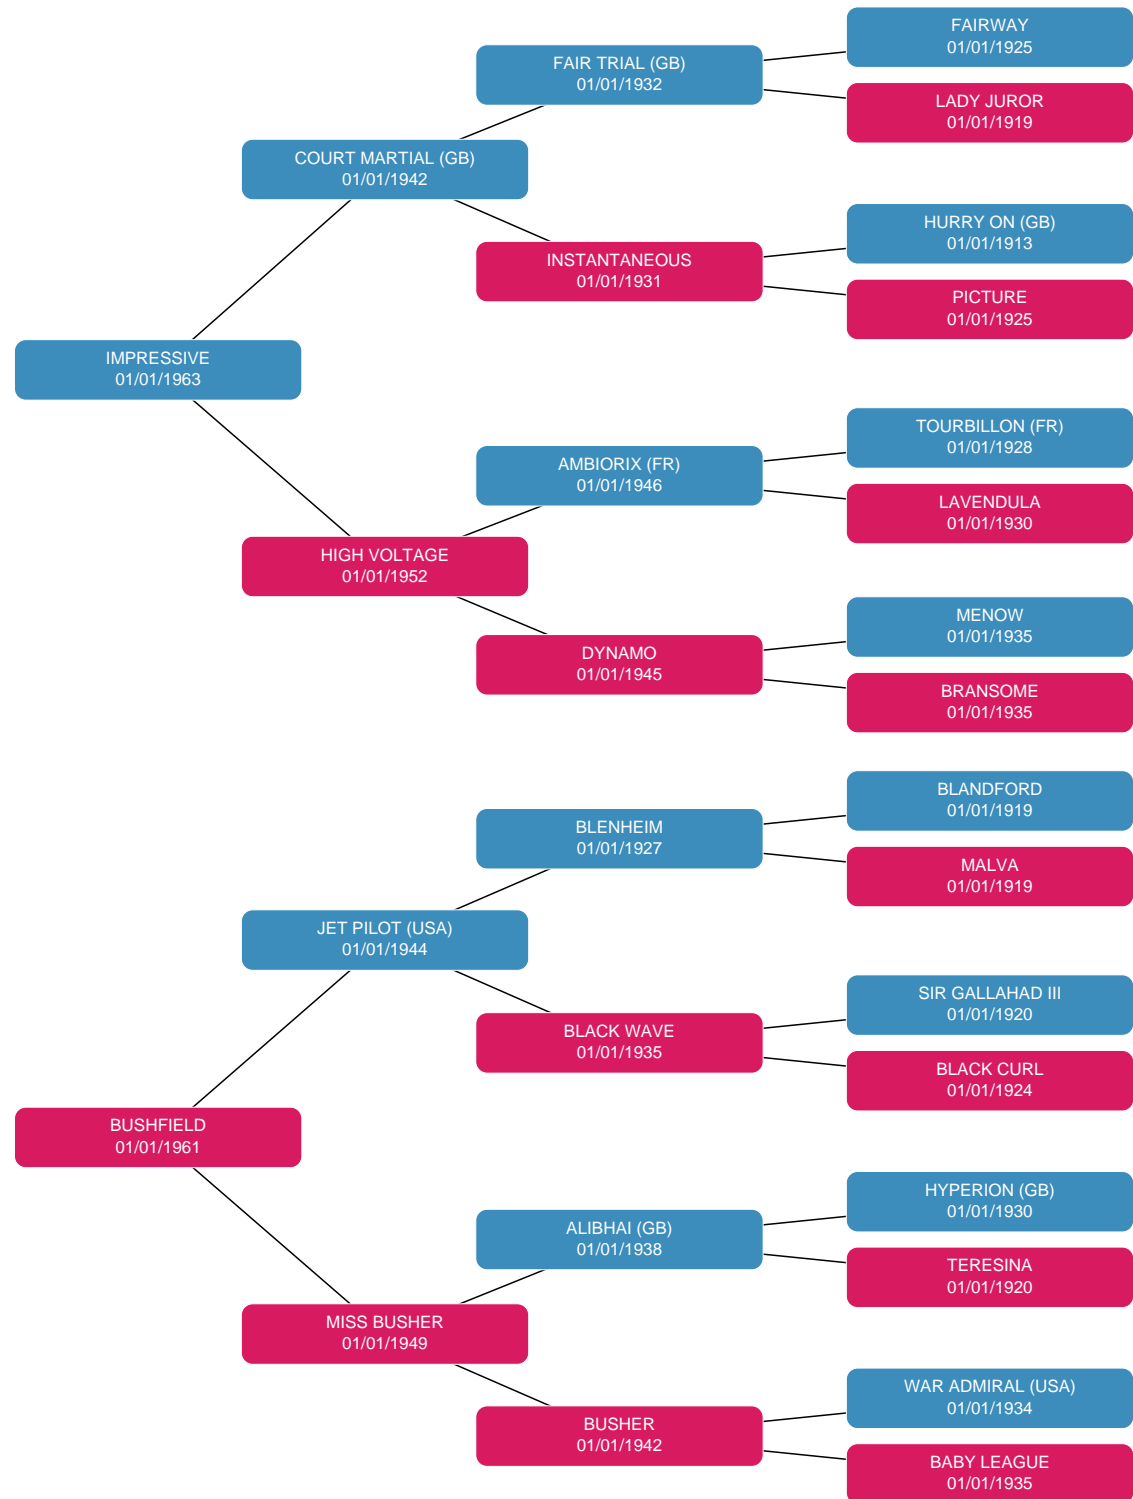 FAIRWAY
01/01/1925
FAIR TRIAL (GB)
01/01/1932
LADY JUROR
01/01/1919
COURT MARTIAL (GB)
01/01/1942
HURRY ON (GB)
01/01/1913
INSTANTANEOUS
01/01/1931
PICTURE
01/01/1925
IMPRESSIVE
01/01/1963
TOURBILLON (FR)
01/01/1928
AMBIORIX (FR)
01/01/1946
LAVENDULA
01/01/1930
HIGH VOLTAGE
01/01/1952
MENOW
01/01/1935
DYNAMO
01/01/1945
BRANSOME
01/01/1935
BLANDFORD
01/01/1919
BLENHEIM
01/01/1927
MALVA
01/01/1919
JET PILOT (USA)
01/01/1944
SIR GALLAHAD III
01/01/1920
BLACK WAVE
01/01/1935
BLACK CURL
01/01/1924
BUSHFIELD
01/01/1961
HYPERION (GB)
01/01/1930
ALIBHAI (GB)
01/01/1938
TERESINA
01/01/1920
MISS BUSHER
01/01/1949
WAR ADMIRAL (USA)
01/01/1934
BUSHER
01/01/1942
BABY LEAGUE
01/01/1935